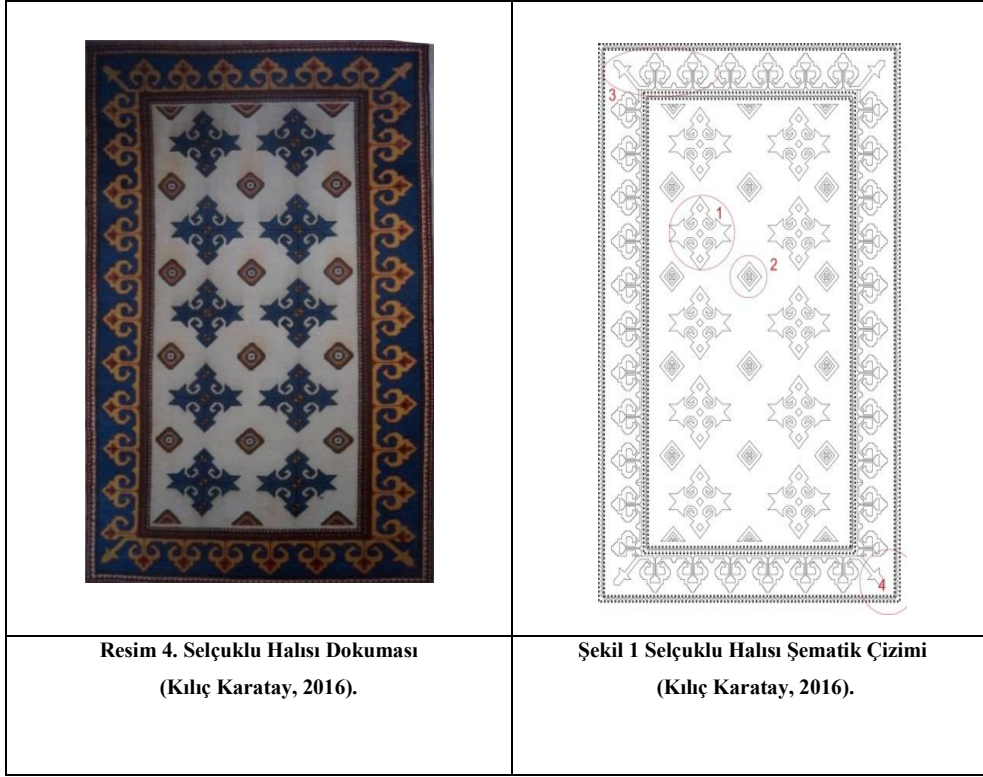 3
1
2
4
Resim 4. Selçuklu Halısı Dokuması
(Kılıç Karatay, 2016).
Şekil 1 Selçuklu Halısı Şematik Çizimi
(Kılıç Karatay, 2016).